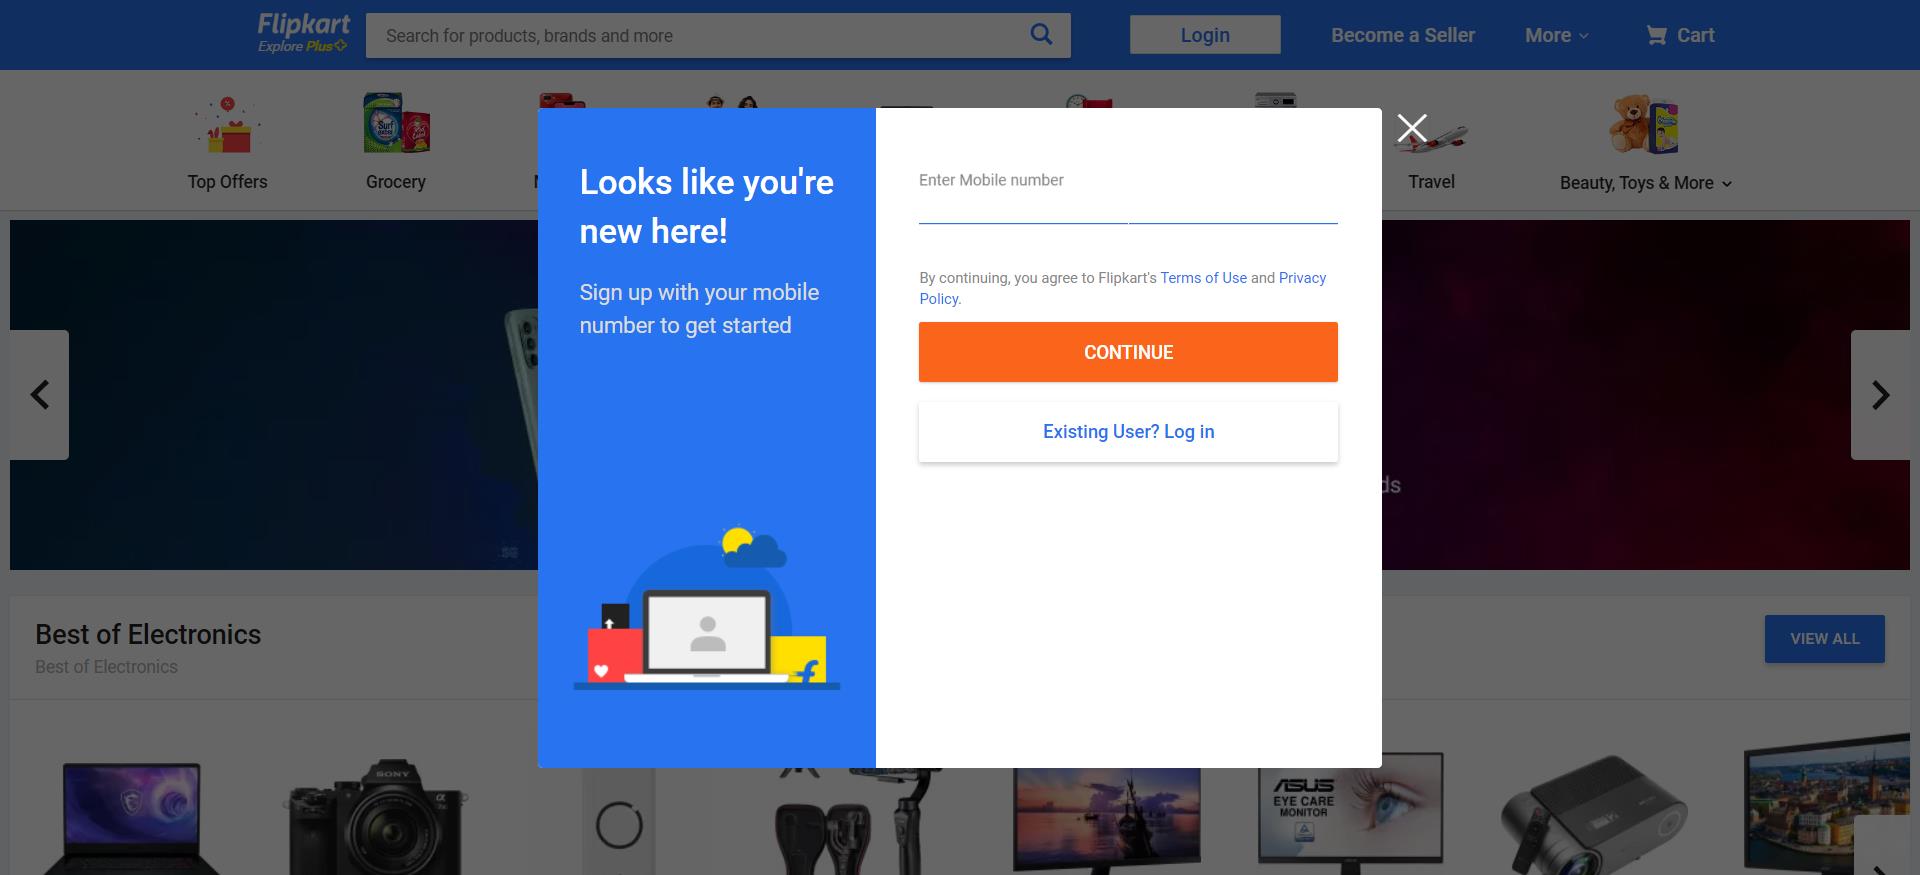 Flipkart
Explore Plus
Search for products, brands and more
Login
Become a Seller
More
Cart
Top Offers
Grocery
Travel
Beauty, Toys & More
Looks like you're
new here!
Sign up with your mobile
number to get started
Enter Mobile number
By continuing, you agree to Flipkart's Terms of Use and Privacy
Policy.
CONTINUE
Existing User? Log in
Best of Electronics
Best of Electronics
VIEW ALL
SONY
ASUS
EYE CARE
MONITOR